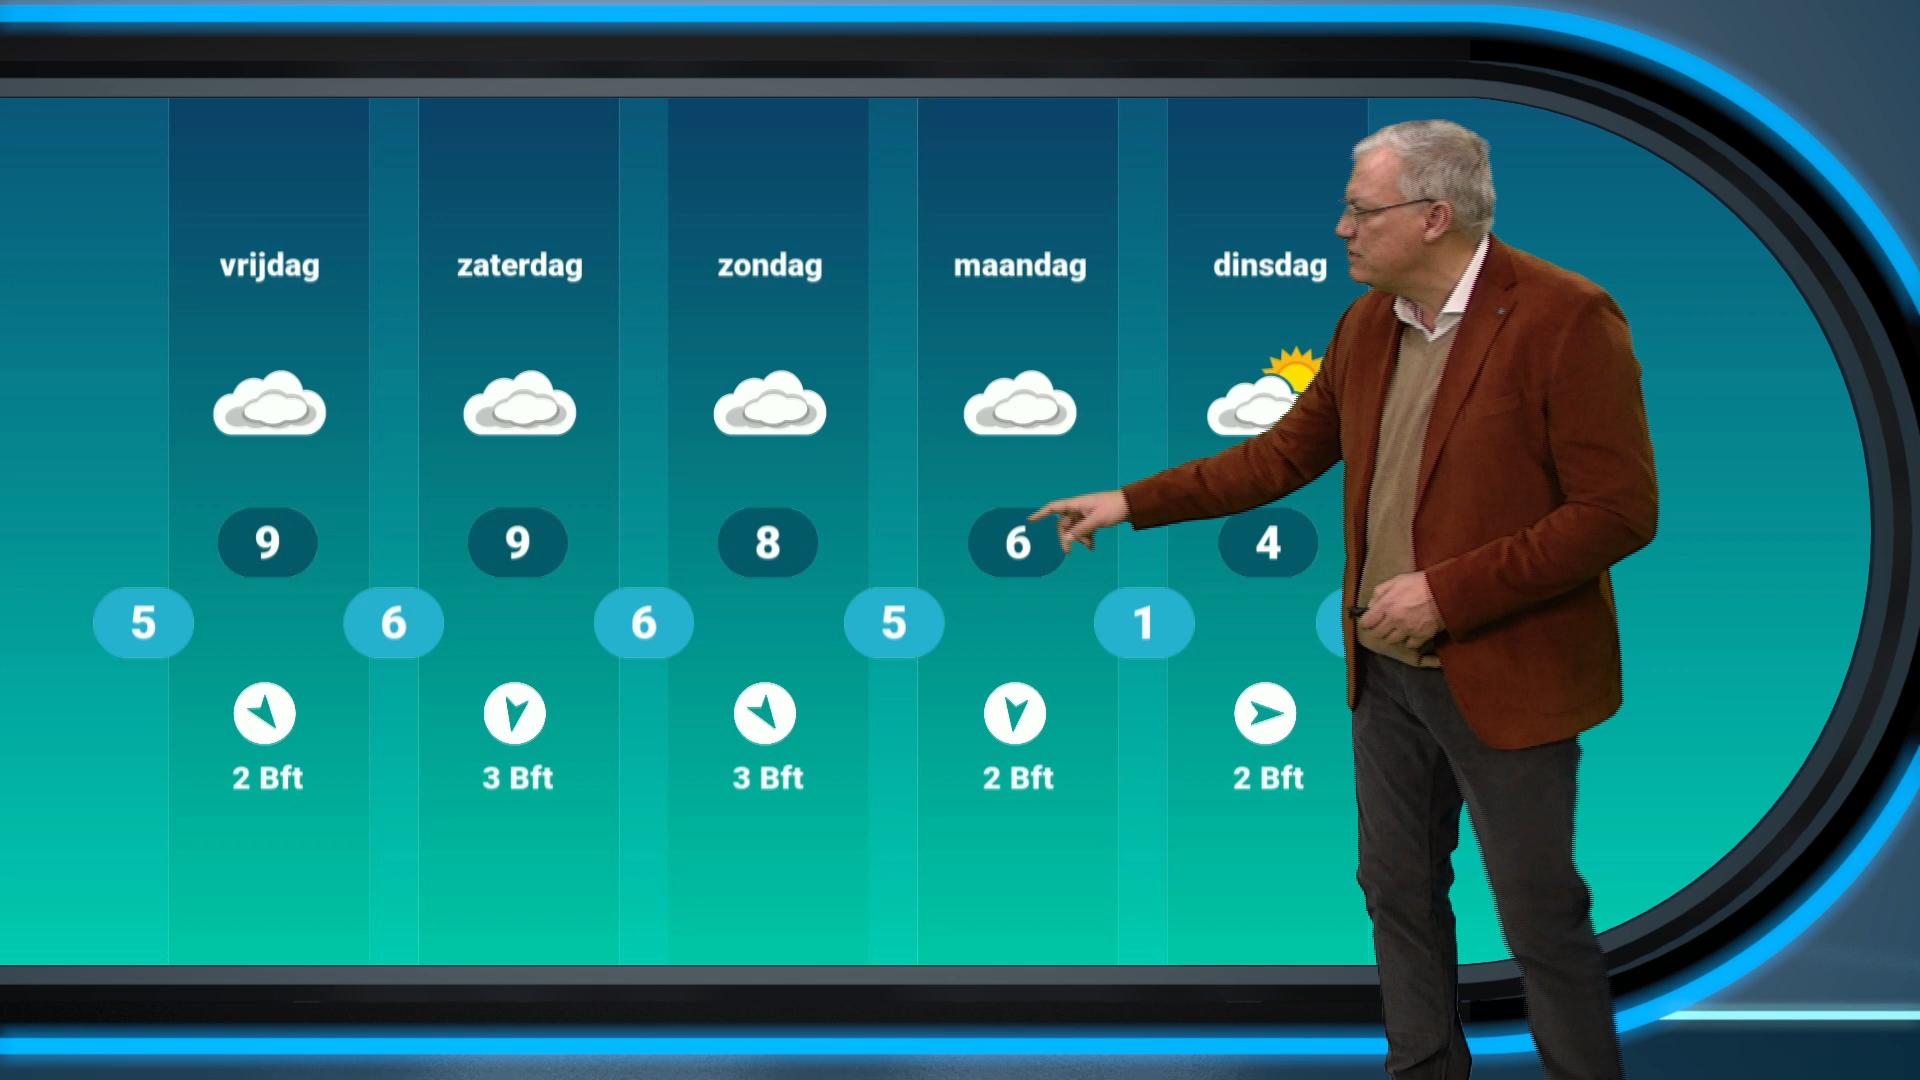 vrijdag zaterdag zondag maandag dinsdag
9 9 8 6 4
5 6 6 5 1
2 Bft 3 Bft 3 Bft 2 Bft 2 Bft